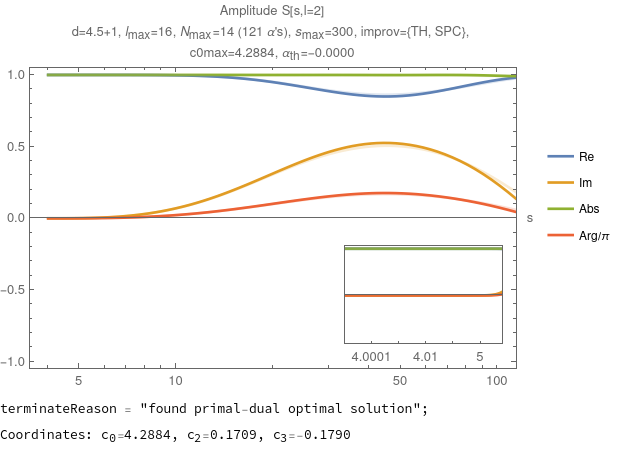 Amplitude S[s,l=2]
d=4.5+1, lmax=16, Nmax=14 (121 α's), smax=300, improv={TH, SPC},
c0max=4.2884, αth=-0.0000
1.0
0.5
0.0
-0.5
-1.0
s
Re
Im
Abs
Arg/π
4.0001 4.01 5
5 10 50 100
terminateReason = "found primal-dual optimal solution";
Coordinates: c0=4.2884, c2=0.1709, c3=-0.1790